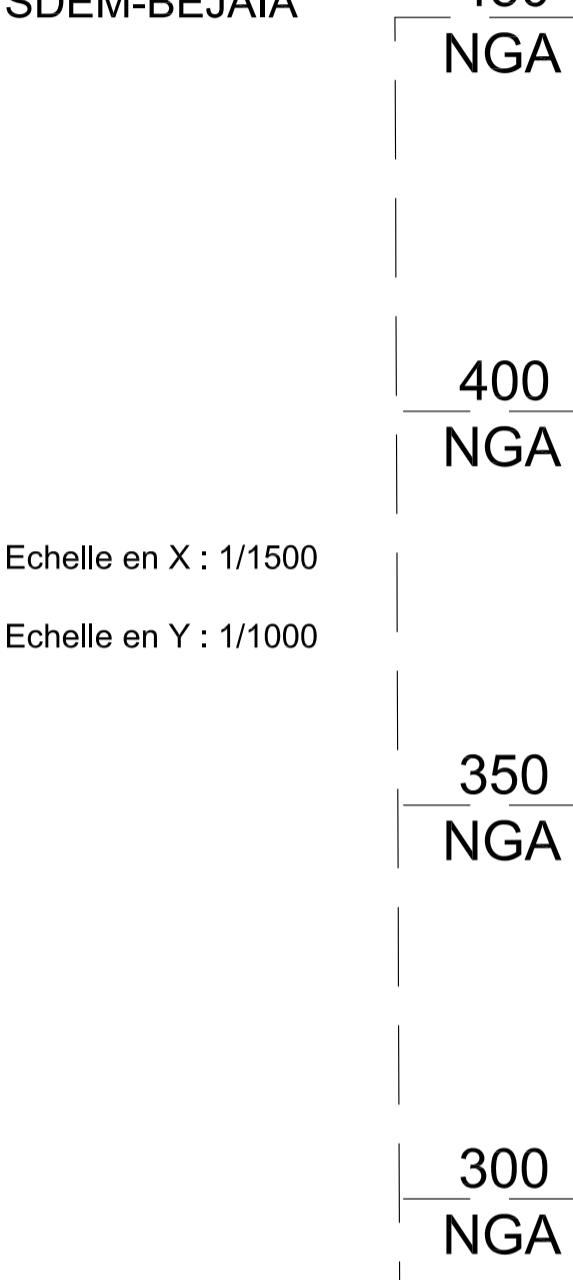 SDEM-BEJAIA
NGA
400
NGA
Echelle en X : 1/1500
Echelle en Y : 1/1000
350
NGA
300
NGA